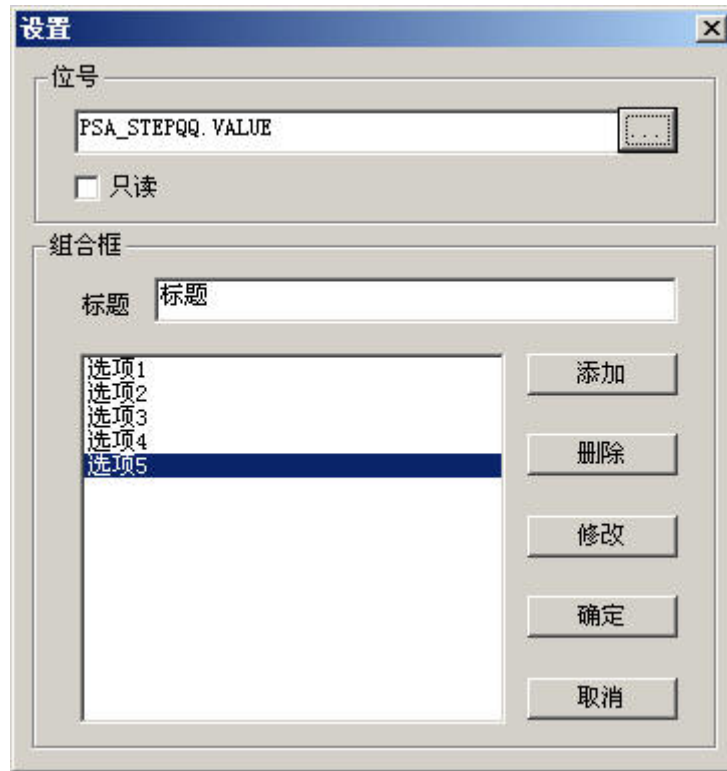 设置
位号
PSA_STEPQQ.VALUE
...
只读
组合框
标题 标题
选项1
选项2
选项3
选项4
选项5
添加
删除
修改
确定
取消